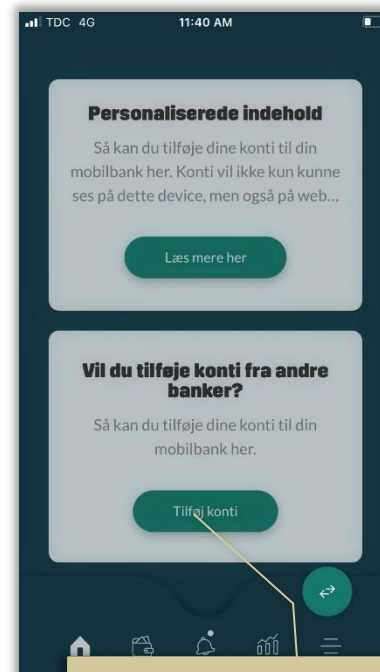 TDC 4G
11:40 AM
Personaliserede indehold
Så kan du tilføje dine konti til din
mobilbank her. Konti vil ikke kun kunne
ses på dette device, men også på web...
Læs mere her
Vil du tilføje konti fra andre
banker?
Så kan du tilføje dine konti til din
mobilbank her.
Tilføj konti